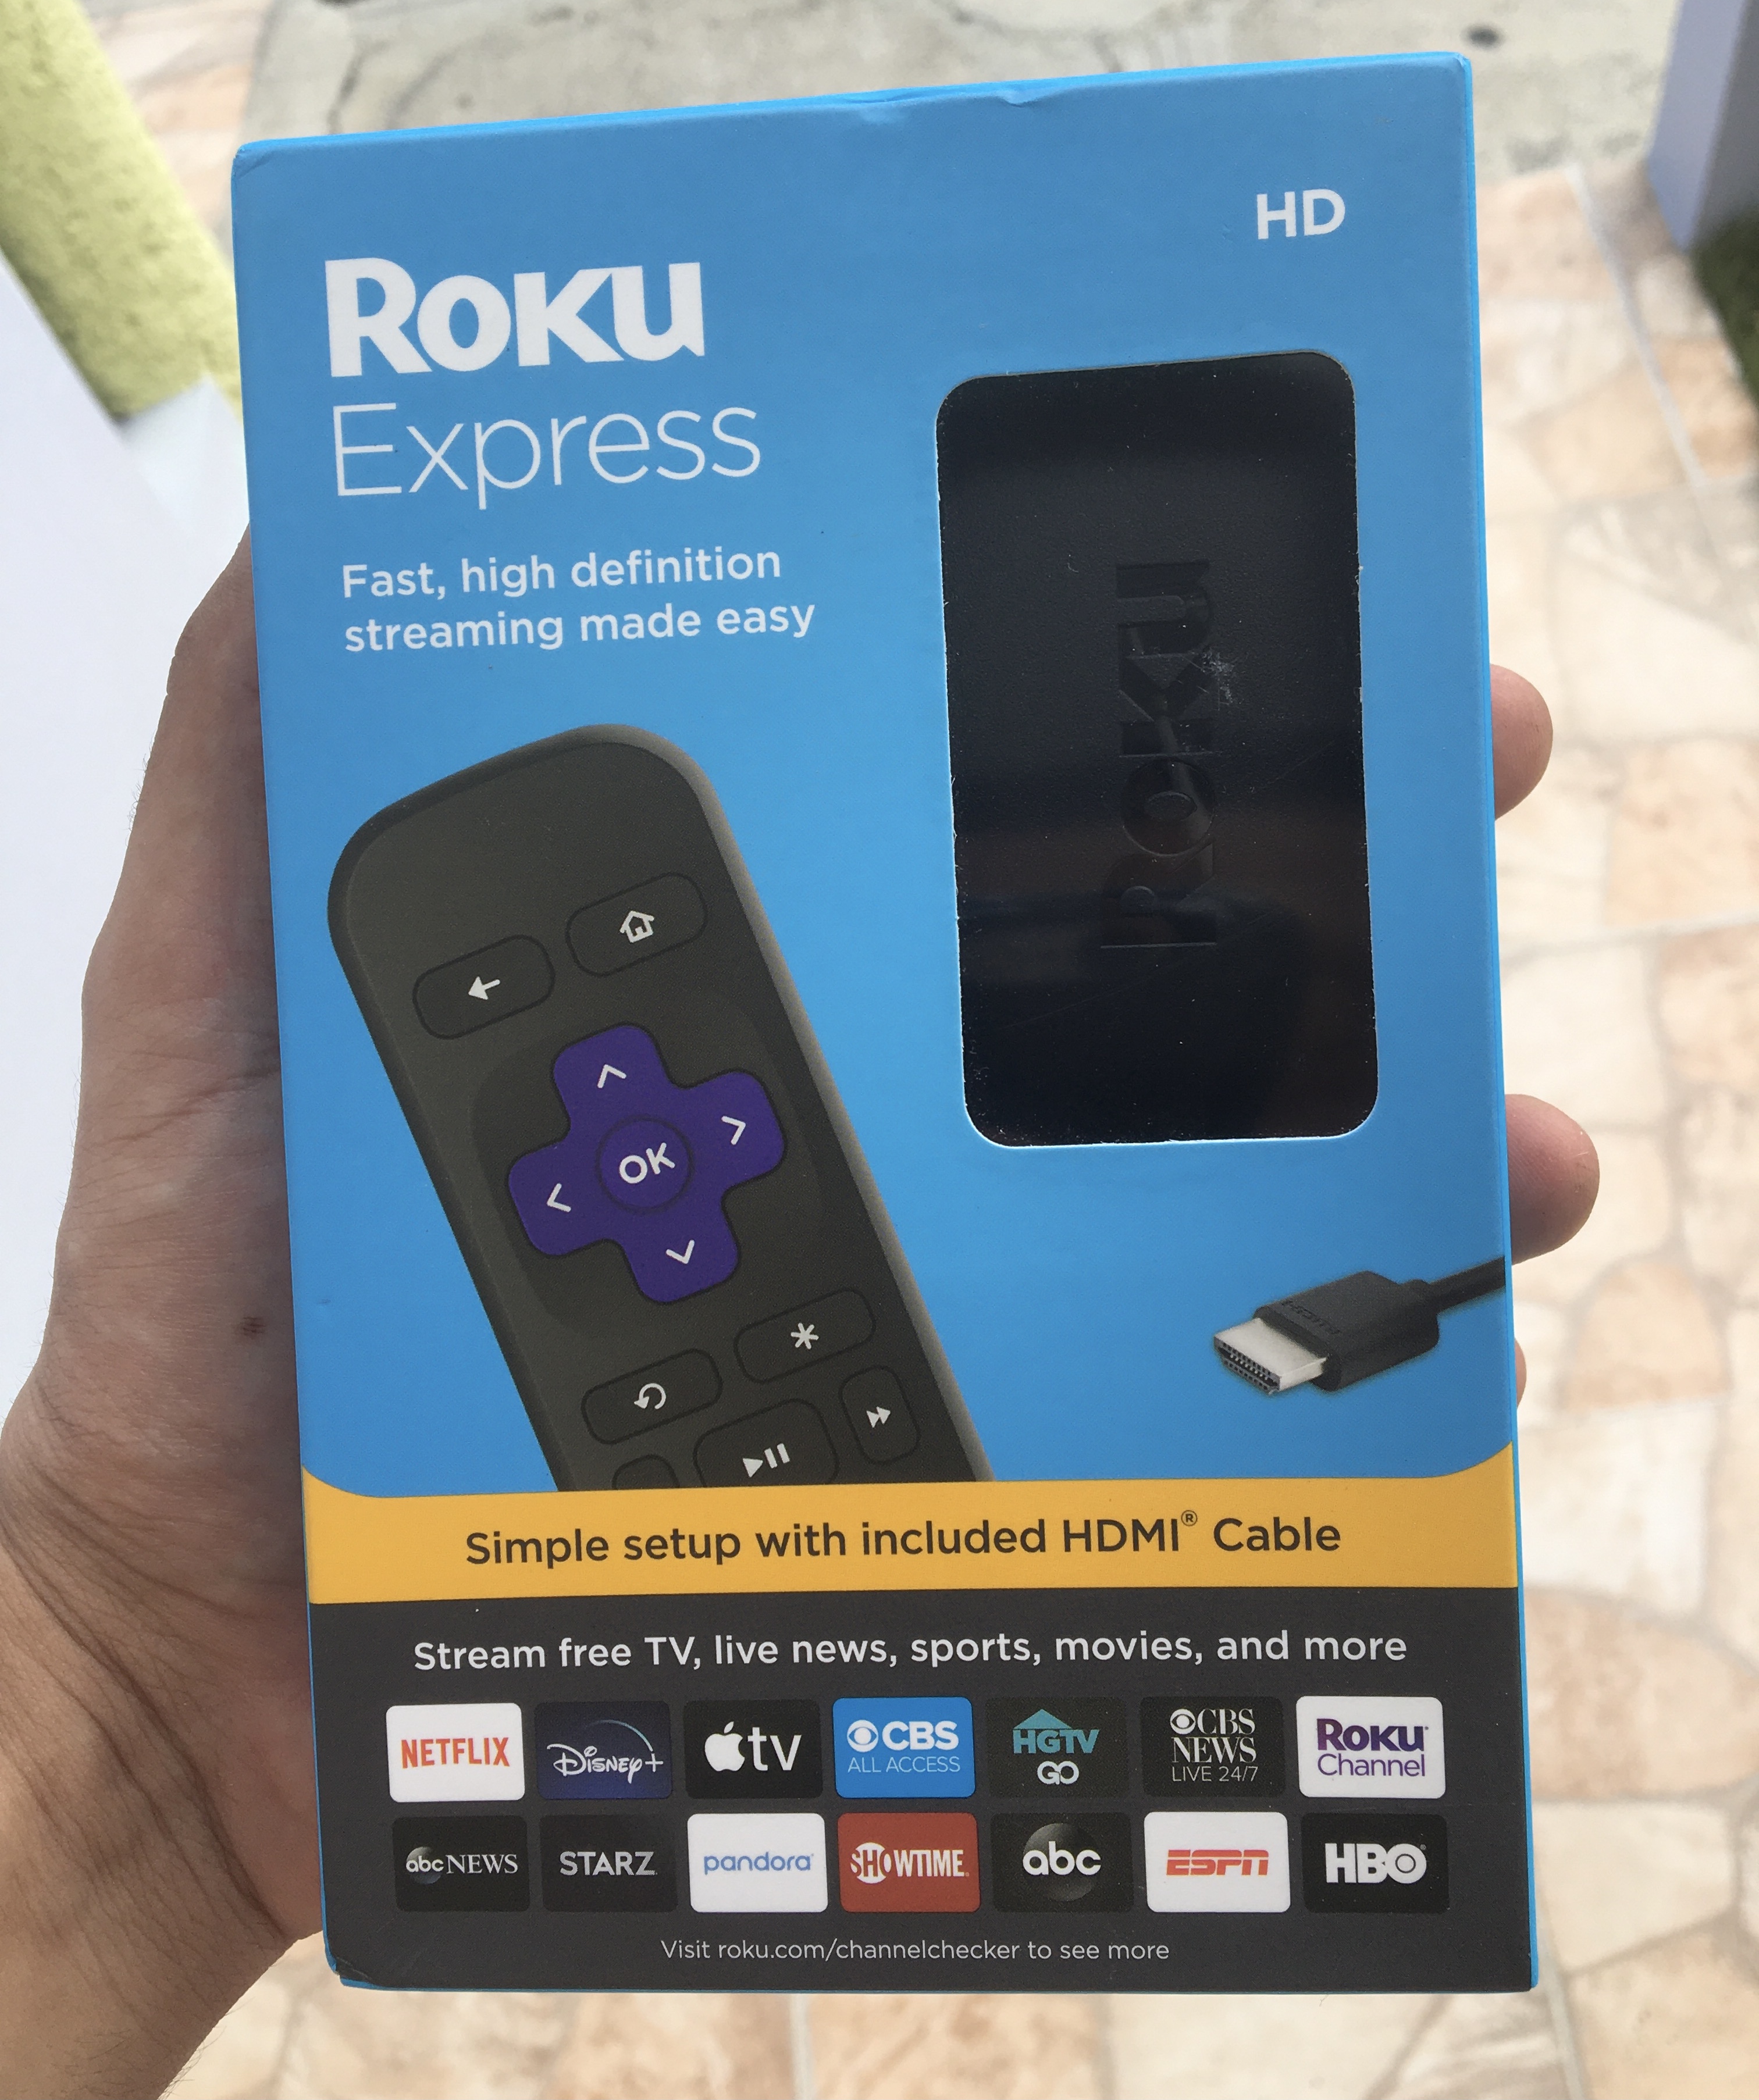 HD
ROKU
Express
Fast, high definition
streaming made easy
ROKU
OK
Simple setup with included HDMI® Cable
Stream free TV, live news, sports, movies, and more
NETFLIX
Disney+
tv
CBS
ALL ACCESS
HGTV
GO
CBS
NEWS
LIVE 24/7
ROKU
Channel
abc NEWS
STARZ
pandora
SHOWTIME
abc
ESPN
HBO
Visit roku.com/channelchecker to see more